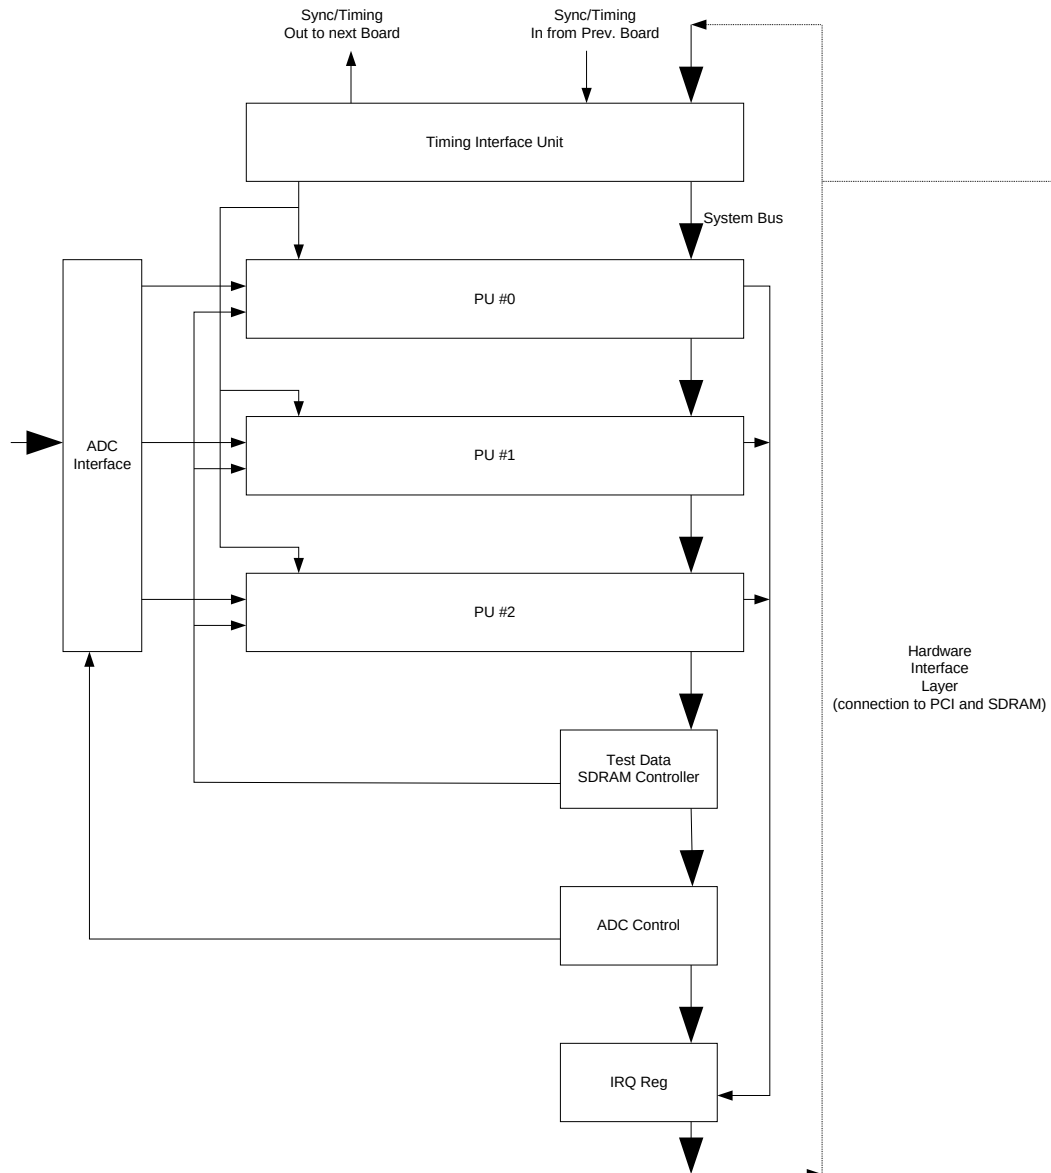 Sync/Timing
Out to next Board
Sync/Timing
In from Prev. Board
Timing Interface Unit
System Bus
PU #0
ADC
Interface
PU #1
PU #2
Hardware
Interface
Layer
(connection to PCI and SDRAM)
Test Data
SDRAM Controller
ADC Control
IRQ Reg